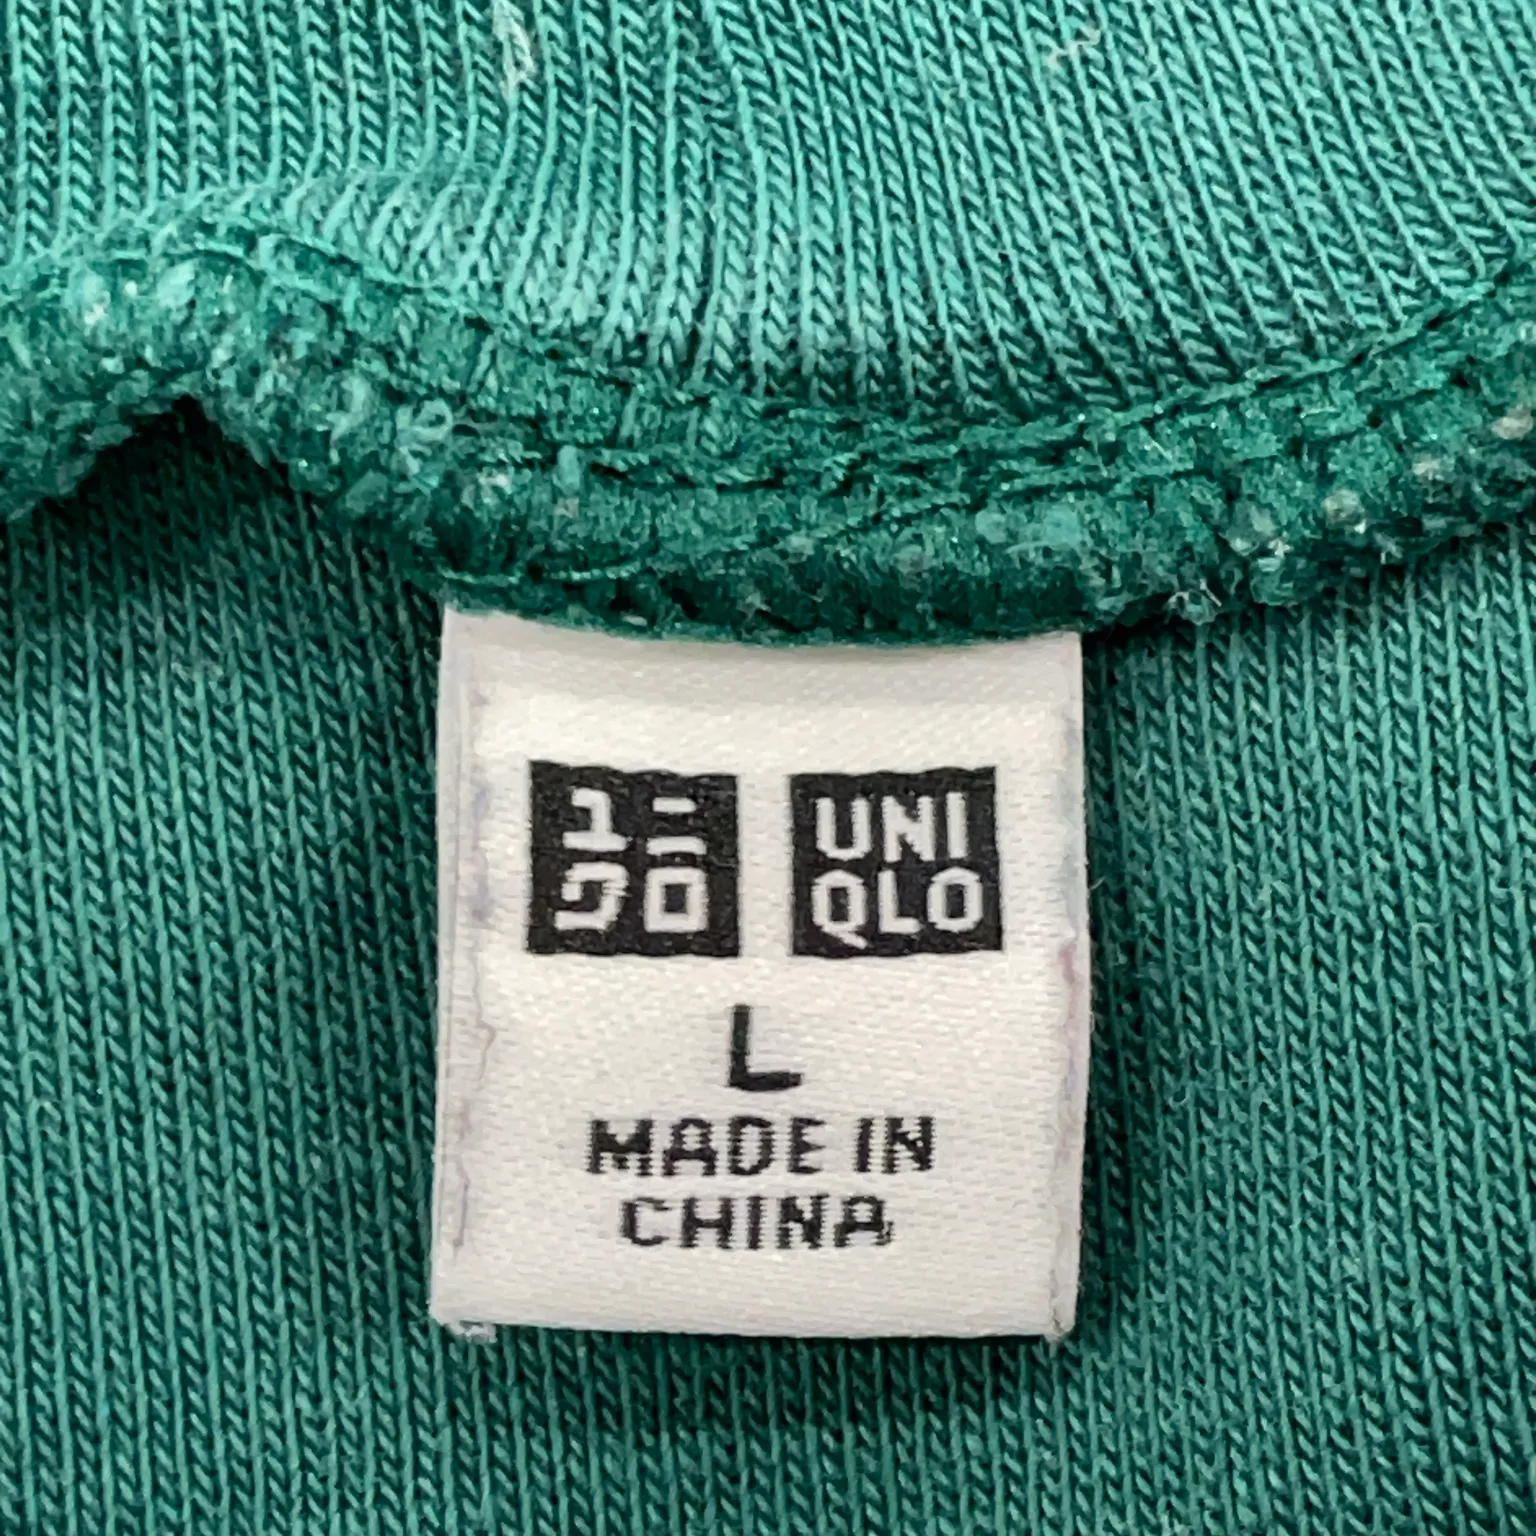 ユニ
クロ
UNI
QLO
L
MADE IN
CHINA